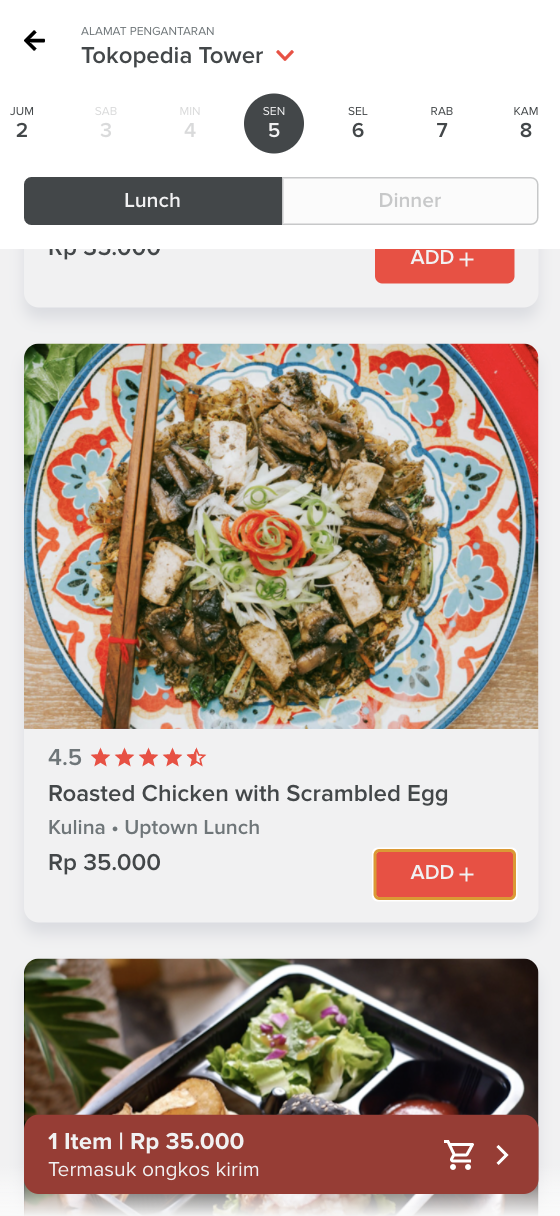 ALAMAT PENGANTARAN
Tokopedia Tower
JUM SAB MIN SEN SEL RAB KAM
2 3 4 5 6 7 8
Lunch Dinner
Rp 35.000 ADD +
4.5
Roasted Chicken with Scrambled Egg
Kulina • Uptown Lunch
Rp 35.000 ADD +
1 Item | Rp 35.000
Termasuk ongkos kirim